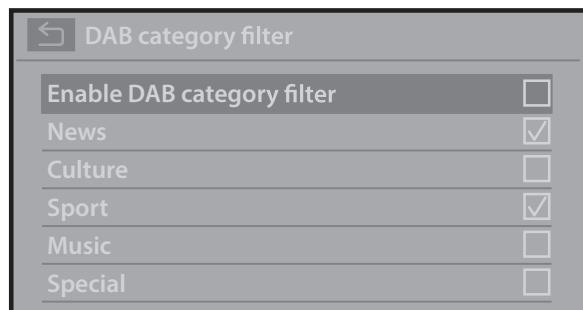 DAB category filter
Enable DAB category filter
News
Culture
Sport
Music
Special